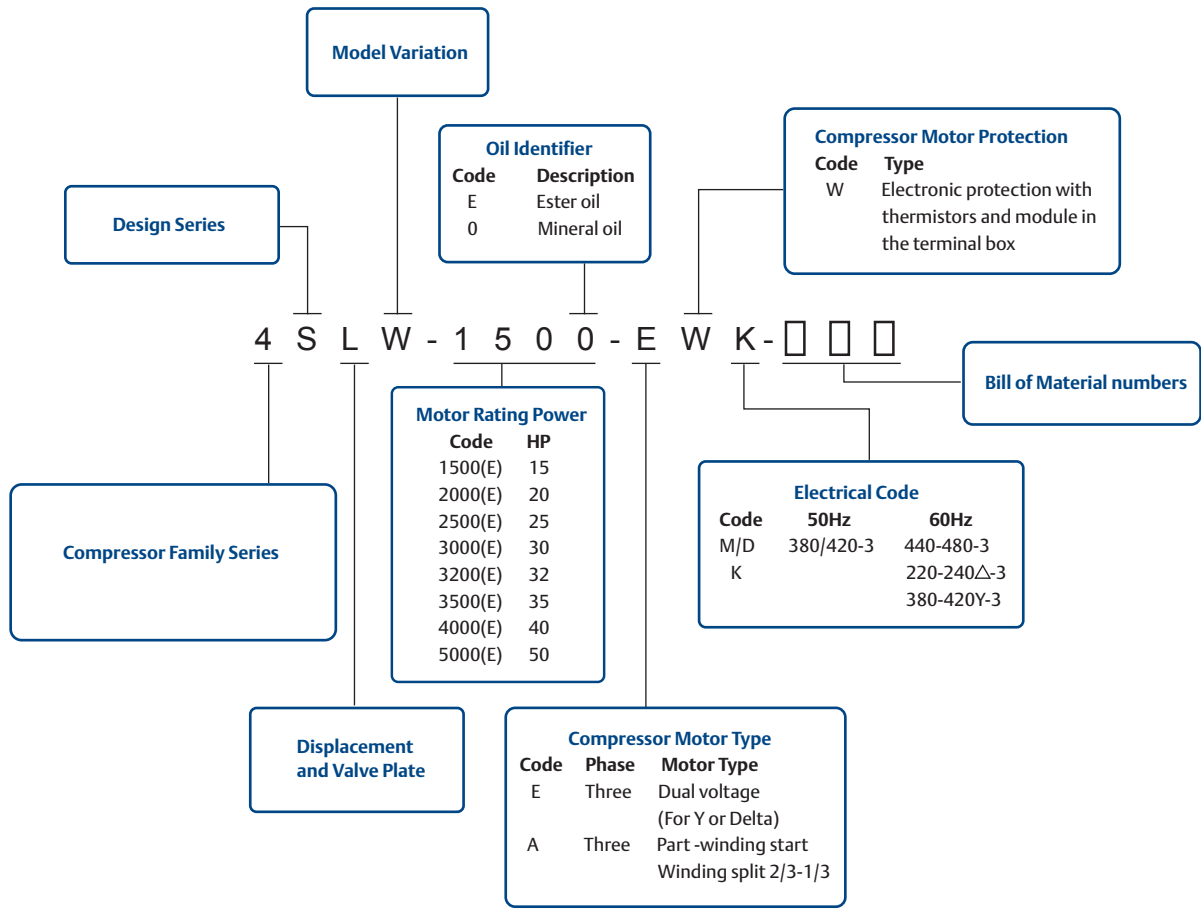 Model Variation
Oil Identifier
Code Description
E Ester oil
0 Mineral oil
Compressor Motor Protection
Code Type
W Electronic protection with
thermistors and module in
the terminal box
Design Series
4 S L W - 1 5 0 0 - E W K - ▯ ▯ ▯
Bill of Material numbers
Motor Rating Power
Code HP
1500(E) 15
2000(E) 20
2500(E) 25
3000(E) 30
3200(E) 32
3500(E) 35
4000(E) 40
5000(E) 50
Electrical Code
Code 50Hz 60Hz
M/D 380/420-3 440-480-3
K 220-240△-3
380-420Y-3
Compressor Family Series
Displacement
and Valve Plate
Compressor Motor Type
Code Phase Motor Type
E Three Dual voltage
(For Y or Delta)
A Three Part -winding start
Winding split 2/3-1/3